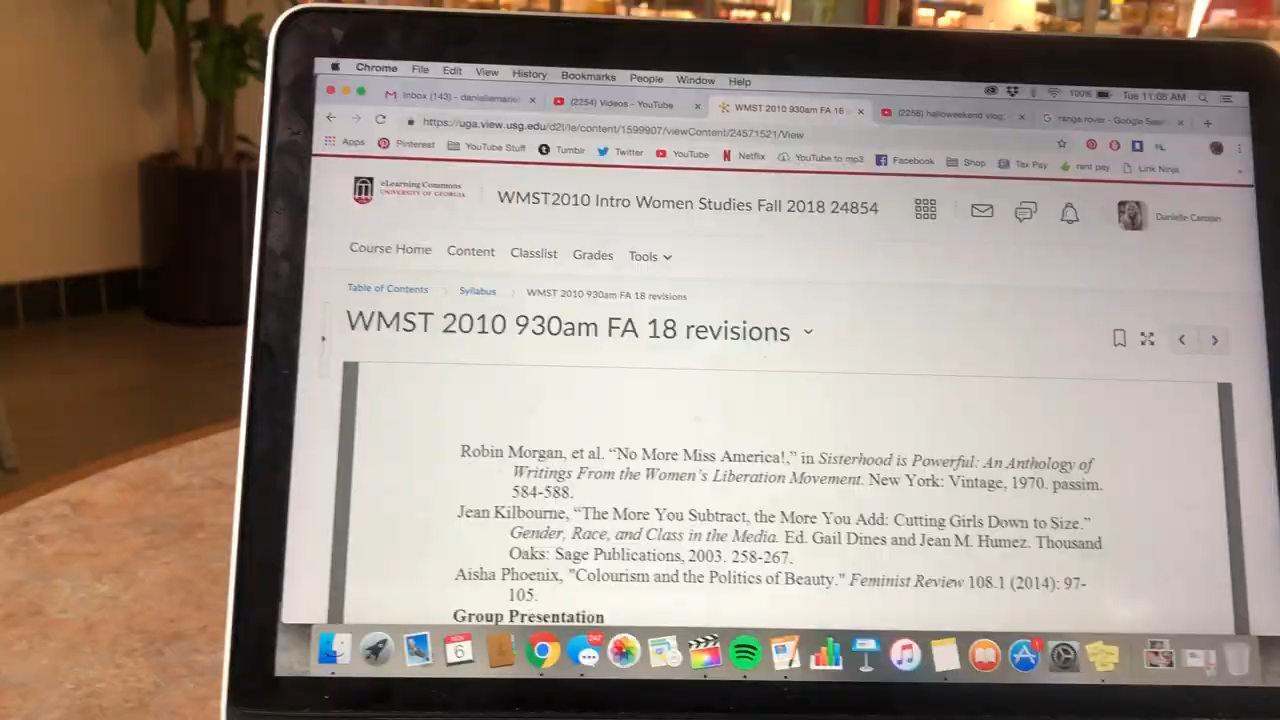 Chrome File Edit View History Bookmarks People Window Help
100% Tue 11:05 AM
Inbox (143) - daniellemarie
(2254) Videos - YouTube
WMST 2010 930am FA 18
(2256) halloweekend vlog
range rover - Google Sear
https://uga.view.usg.edu/d2l/le/content/1599907/viewContent/24571521/View
Apps Pinterest YouTube Stuff Tumblr Twitter YouTube Netflix YouTube to mp3 Facebook Shop Tax Pay rent pay Link Ninja
eLearning Commons
UNIVERSITY OF GEORGIA
WMST2010 Intro Women Studies Fall 2018 24854
Danielle Carolan
Course Home Content Classlist Grades Tools
Table of Contents Syllabus WMST 2010 930am FA 18 revisions
WMST 2010 930am FA 18 revisions
Robin Morgan, et al. “No More Miss America!,” in Sisterhood is Powerful: An Anthology of
Writings From the Women’s Liberation Movement. New York: Vintage, 1970. passim.
584-588.
Jean Kilbourne, “The More You Subtract, the More You Add: Cutting Girls Down to Size.”
Gender, Race, and Class in the Media. Ed. Gail Dines and Jean M. Humez. Thousand
Oaks: Sage Publications, 2003. 258-267.
Aisha Phoenix, "Colourism and the Politics of Beauty." Feminist Review 108.1 (2014): 97-
105.
Group Presentation
NOV
6
247
1